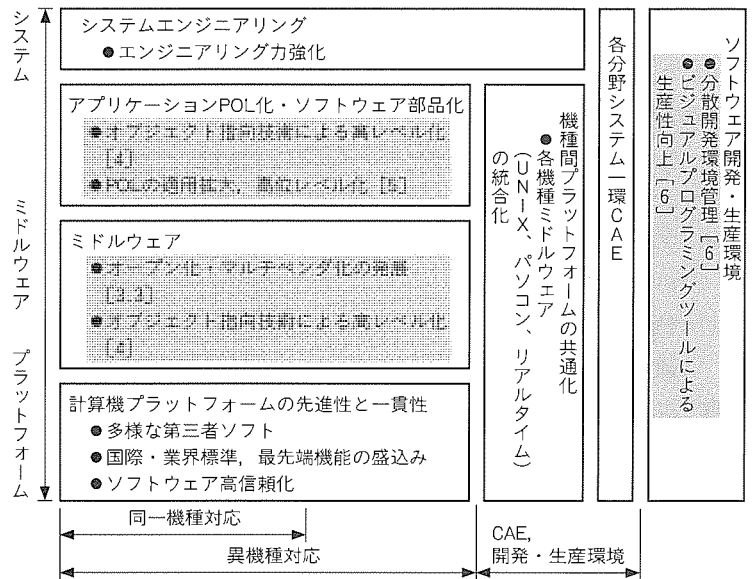 システム
ミドルウェア
プラットフォーム
システムエンジニアリング
●エンジニアリング力強化
アプリケーションPOL化・ソフトウェア部品化
●オブジェクト指向技術による高レベル化
[4]
●POLの適用拡大，高位レベル化 [5]
ミドルウェア
●オープン化・マルチベンダ化の発展
[2.3]
●オブジェクト指向技術による高レベル化
[4]
計算機プラットフォームの先進性と一貫性
●多様な第三者ソフト
●国際・業界標準，最先端機能の盛込み
●ソフトウェア高信頼化
機種間プラットフォームの共通化
●各機種ミドルウェア
(UNIX、パソコン、リアルタイム)
の統合化
各分野システム一環CAE
ソフトウェア開発・生産環境
●分散開発環境管理 [6]
●ビジュアルプログラミングツールによる
生産性向上 [6]
同一機種対応
異機種対応
CAE,
開発・生産環境